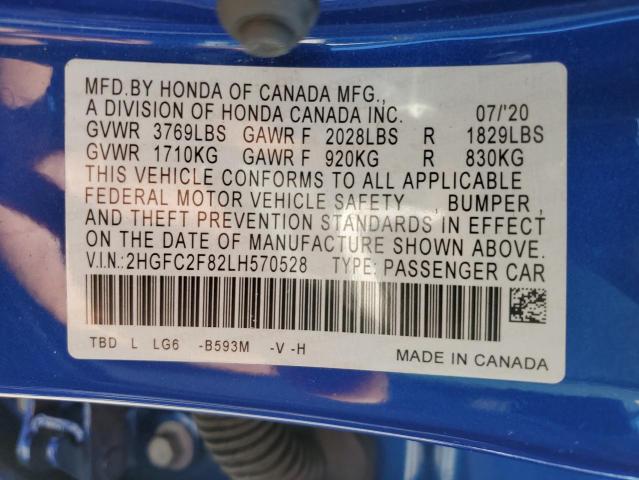 MFD.BY HONDA OF CANADA MFG.,
A DIVISION OF HONDA CANADA INC. 07/'20
GVWR 3769LBS GAWR F 2028LBS R 1829LBS
GVWR 1710KG GAWR F 920KG R 830KG
THIS VEHICLE CONFORMS TO ALL APPLICABLE
FEDERAL MOTOR VEHICLE SAFETY , BUMPER ,
AND THEFT PREVENTION STANDARDS IN EFFECT
ON THE DATE OF MANUFACTURE SHOWN ABOVE.
V.I.N.:2HGFC2F82LH570528 TYPE: PASSENGER CAR
TBD L LG6 -B593M -V -H MADE IN CANADA